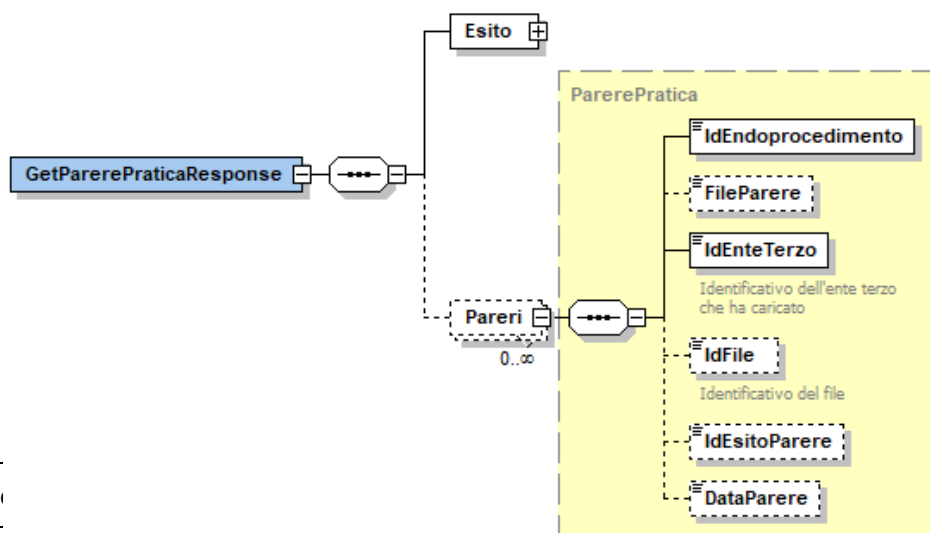 Esito
ParerePratica
IdEndoprocedimento
GetParerePraticaResponse
FileParere
IdEnteTerzo
Identificativo dell'ente terzo
che ha caricato
Pareri
0..∞
IdFile
Identificativo del file
IdEsitoParere
DataParere